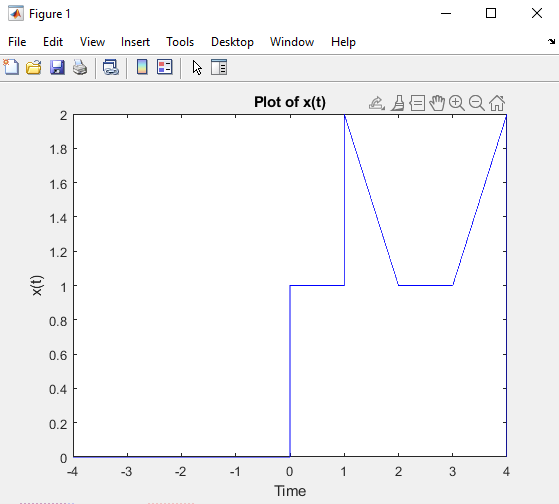 Figure 1
File Edit View Insert Tools Desktop Window Help
Plot of x(t)
2
1.8
1.6
1.4
1.2
1
0.8
0.6
0.4
0.2
0
x(t)
-4 -3 -2 -1 0 1 2 3 4
Time